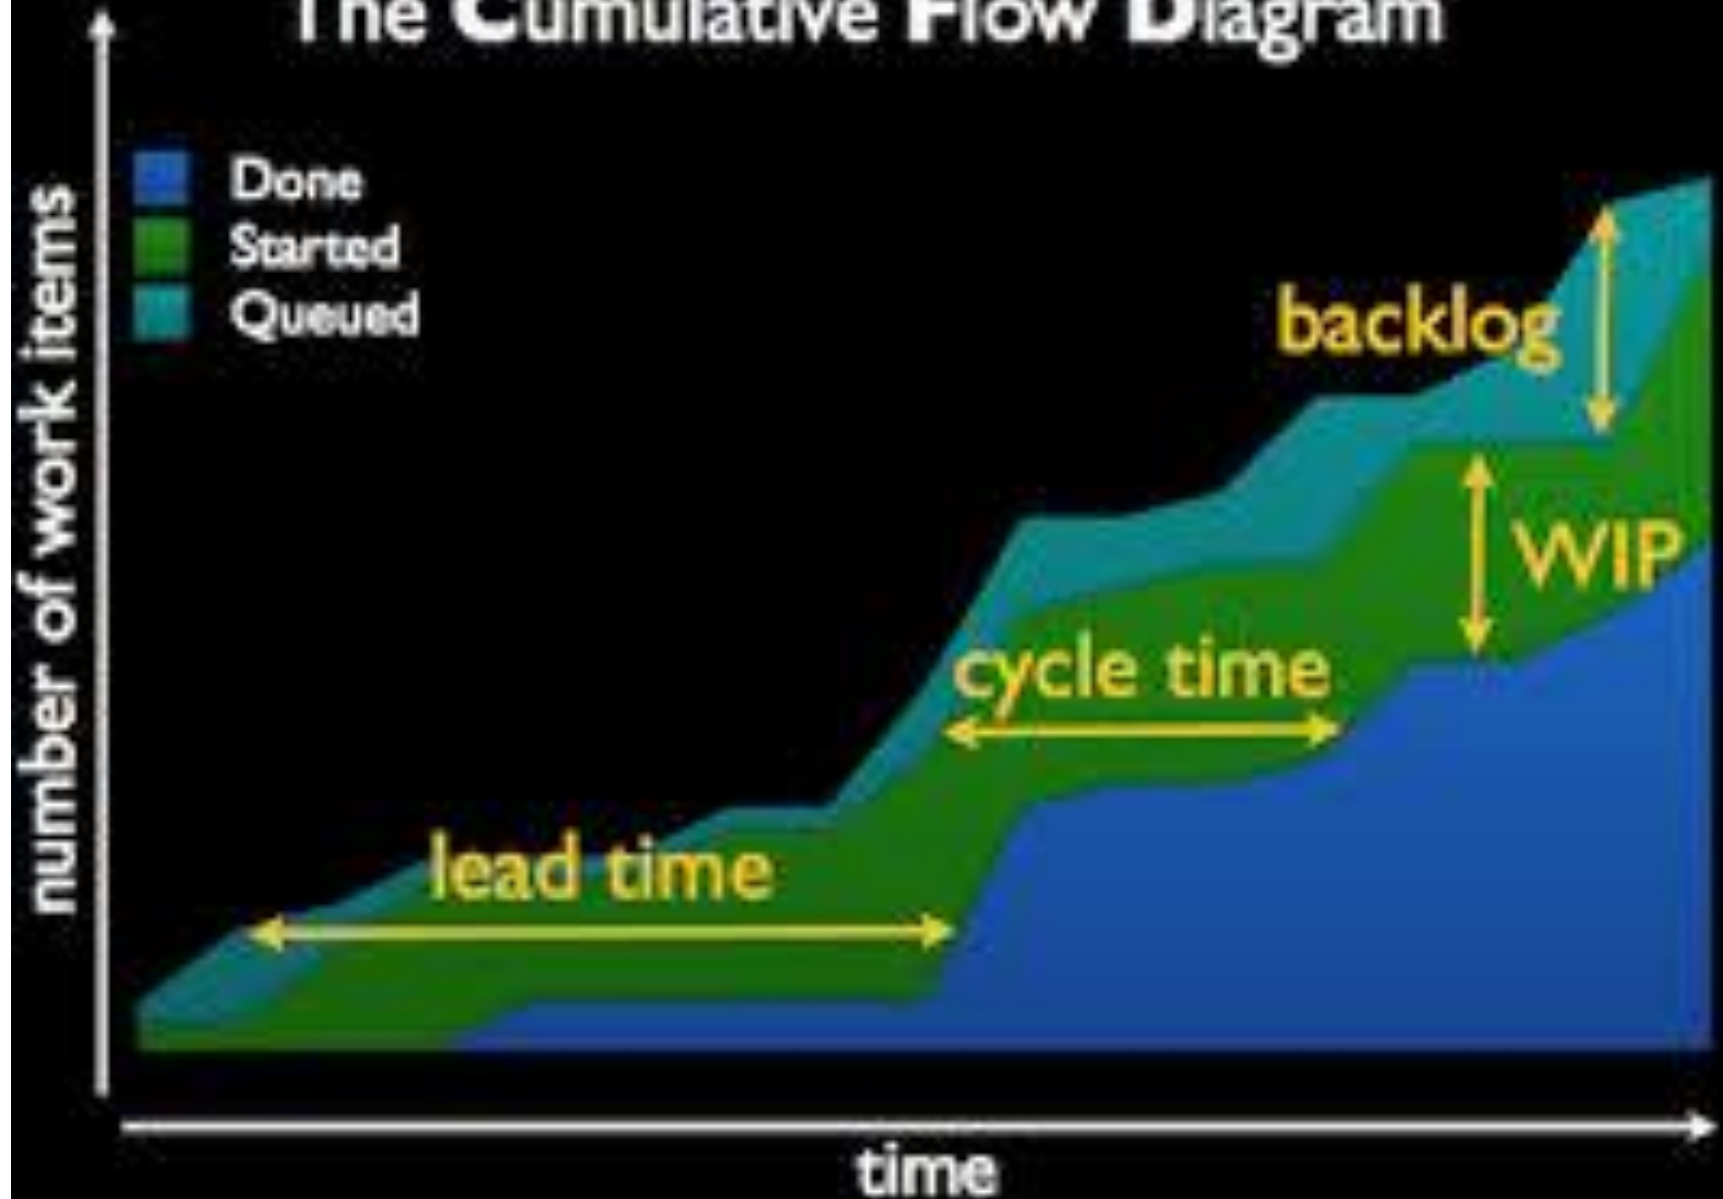 The Cumulative Flow Diagram
Done
Started
Queued
backlog
WIP
cycle time
lead time
number of work items
time